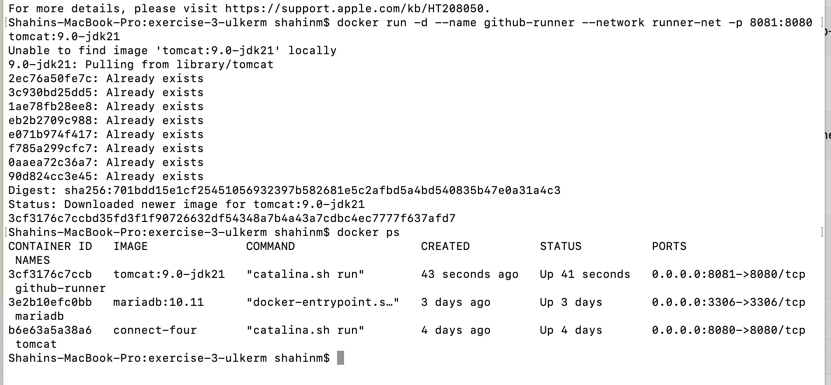 For more details, please visit https://support.apple.com/kb/HT208050.
[Shahins-MacBook-Pro:exercise-3-ulkerm shahinm$ docker run -d --name github-runner --network runner-net -p 8081:8080 ]
tomcat:9.0-jdk21
Unable to find image 'tomcat:9.0-jdk21' locally
9.0-jdk21: Pulling from library/tomcat
2ec76a50fe7c: Already exists
3c930bd25dd5: Already exists
1ae78fb28ee8: Already exists
eb2b2709c988: Already exists
e071b974f417: Already exists
f785a299cfc7: Already exists
0aaea72c36a7: Already exists
90d824cc3e45: Already exists
Digest: sha256:701bdd15e1cf25451056932397b582681e5c2afbd5a4bd540835b47e0a31a4c3
Status: Downloaded newer image for tomcat:9.0-jdk21
3cf3176c7ccbd35fd3f1f90726632df54348a7b4a43a7cdbc4ec7777f637afd7
[Shahins-MacBook-Pro:exercise-3-ulkerm shahinm$ docker ps ]
CONTAINER ID IMAGE COMMAND CREATED STATUS PORTS
NAMES
3cf3176c7ccb tomcat:9.0-jdk21 "catalina.sh run" 43 seconds ago Up 41 seconds 0.0.0.0:8081->8080/tcp
github-runner
3e2b10efc0bb mariadb:10.11 "docker-entrypoint.s…" 3 days ago Up 3 days 0.0.0.0:3306->3306/tcp
mariadb
b6e63a5a38a6 connect-four "catalina.sh run" 4 days ago Up 4 days 0.0.0.0:8080->8080/tcp
tomcat
Shahins-MacBook-Pro:exercise-3-ulkerm shahinm$